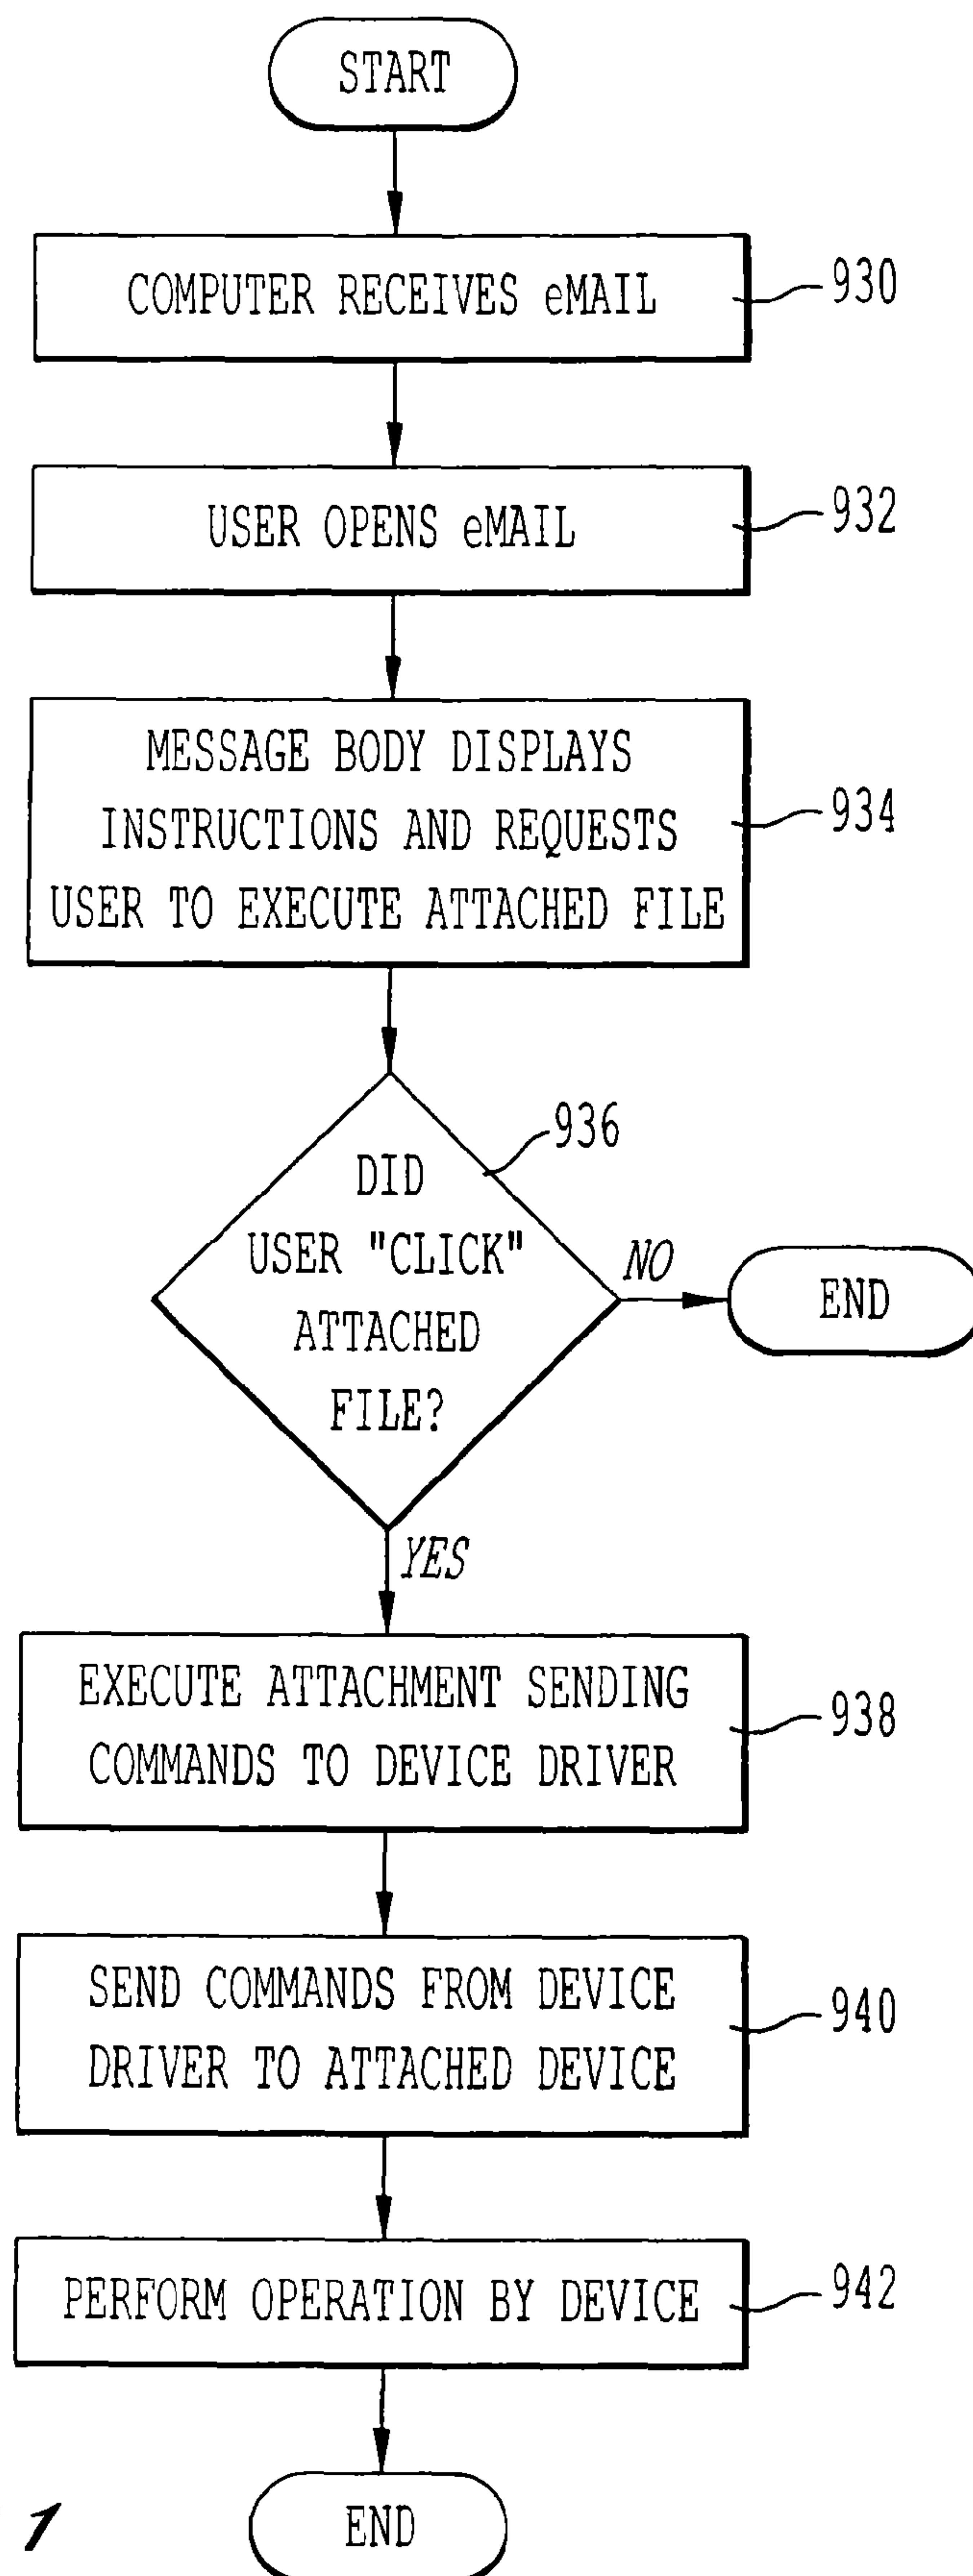 START
COMPUTER RECEIVES eMAIL
930
USER OPENS eMAIL
932
MESSAGE BODY DISPLAYS
INSTRUCTIONS AND REQUESTS
USER TO EXECUTE ATTACHED FILE
934
936
DID
USER "CLICK"
ATTACHED
FILE?
NO
END
YES
EXECUTE ATTACHMENT SENDING
COMMANDS TO DEVICE DRIVER
938
SEND COMMANDS FROM DEVICE
DRIVER TO ATTACHED DEVICE
940
PERFORM OPERATION BY DEVICE
942
END
1